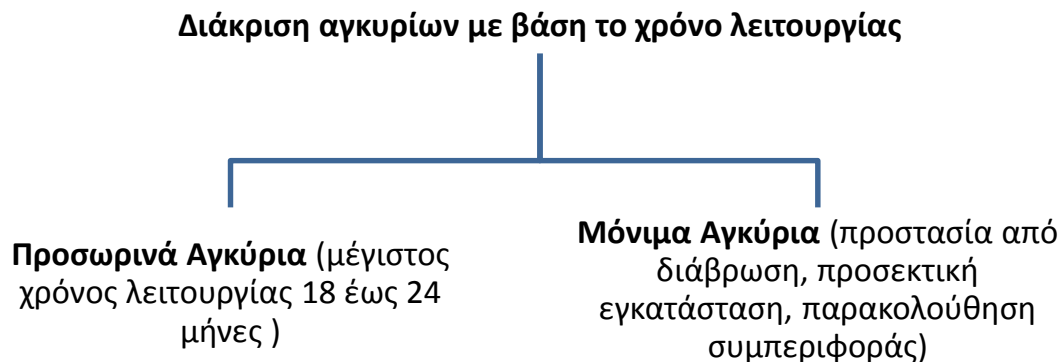 Διάκριση αγκυρίων με βάση το χρόνο λειτουργίας
Προσωρινά Αγκύρια (μέγιστος
χρόνος λειτουργίας 18 έως 24
μήνες )
Μόνιμα Αγκύρια (προστασία από
διάβρωση, προσεκτική
εγκατάσταση, παρακολούθηση
συμπεριφοράς)